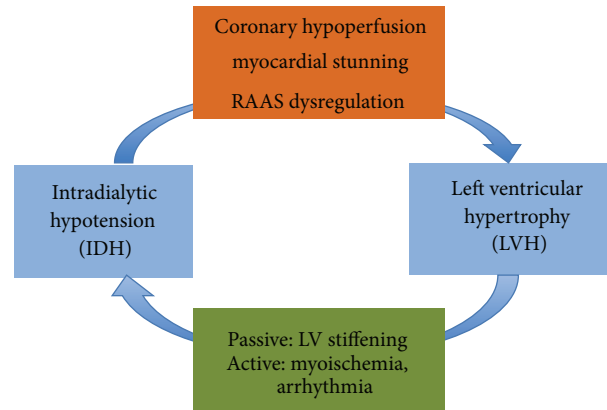 Coronary hypoperfusion
myocardial stunning
RAAS dysregulation
Intradialytic
hypotension
(IDH)
Left ventricular
hypertrophy
(LVH)
Passive: LV stiffening
Active: myoischemia,
arrhythmia